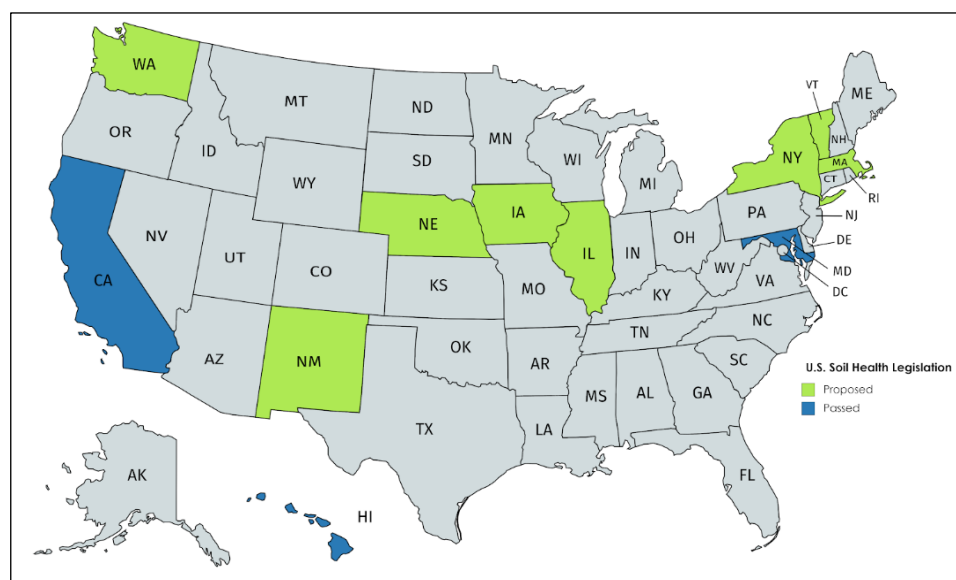 WA
MT
ND
MN
VT
ME
OR
ID
SD
WI
MI
NY
NH
MA
CT
RI
WY
NE
IA
PA
NJ
NV
UT
CO
IL
IN
OH
DE
MD
DC
CA
KS
MO
WV
VA
KY
AZ
NM
OK
AR
TN
NC
SC
MS
AL
GA
U.S. Soil Health Legislation
Proposed
Passed
TX
LA
FL
AK
HI